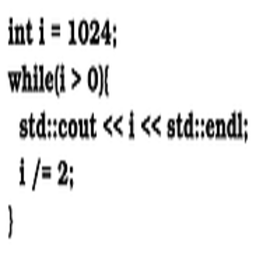 int i = 1024;
while(i > 0){
std::cout << i << std::endl;
i /= 2;
}